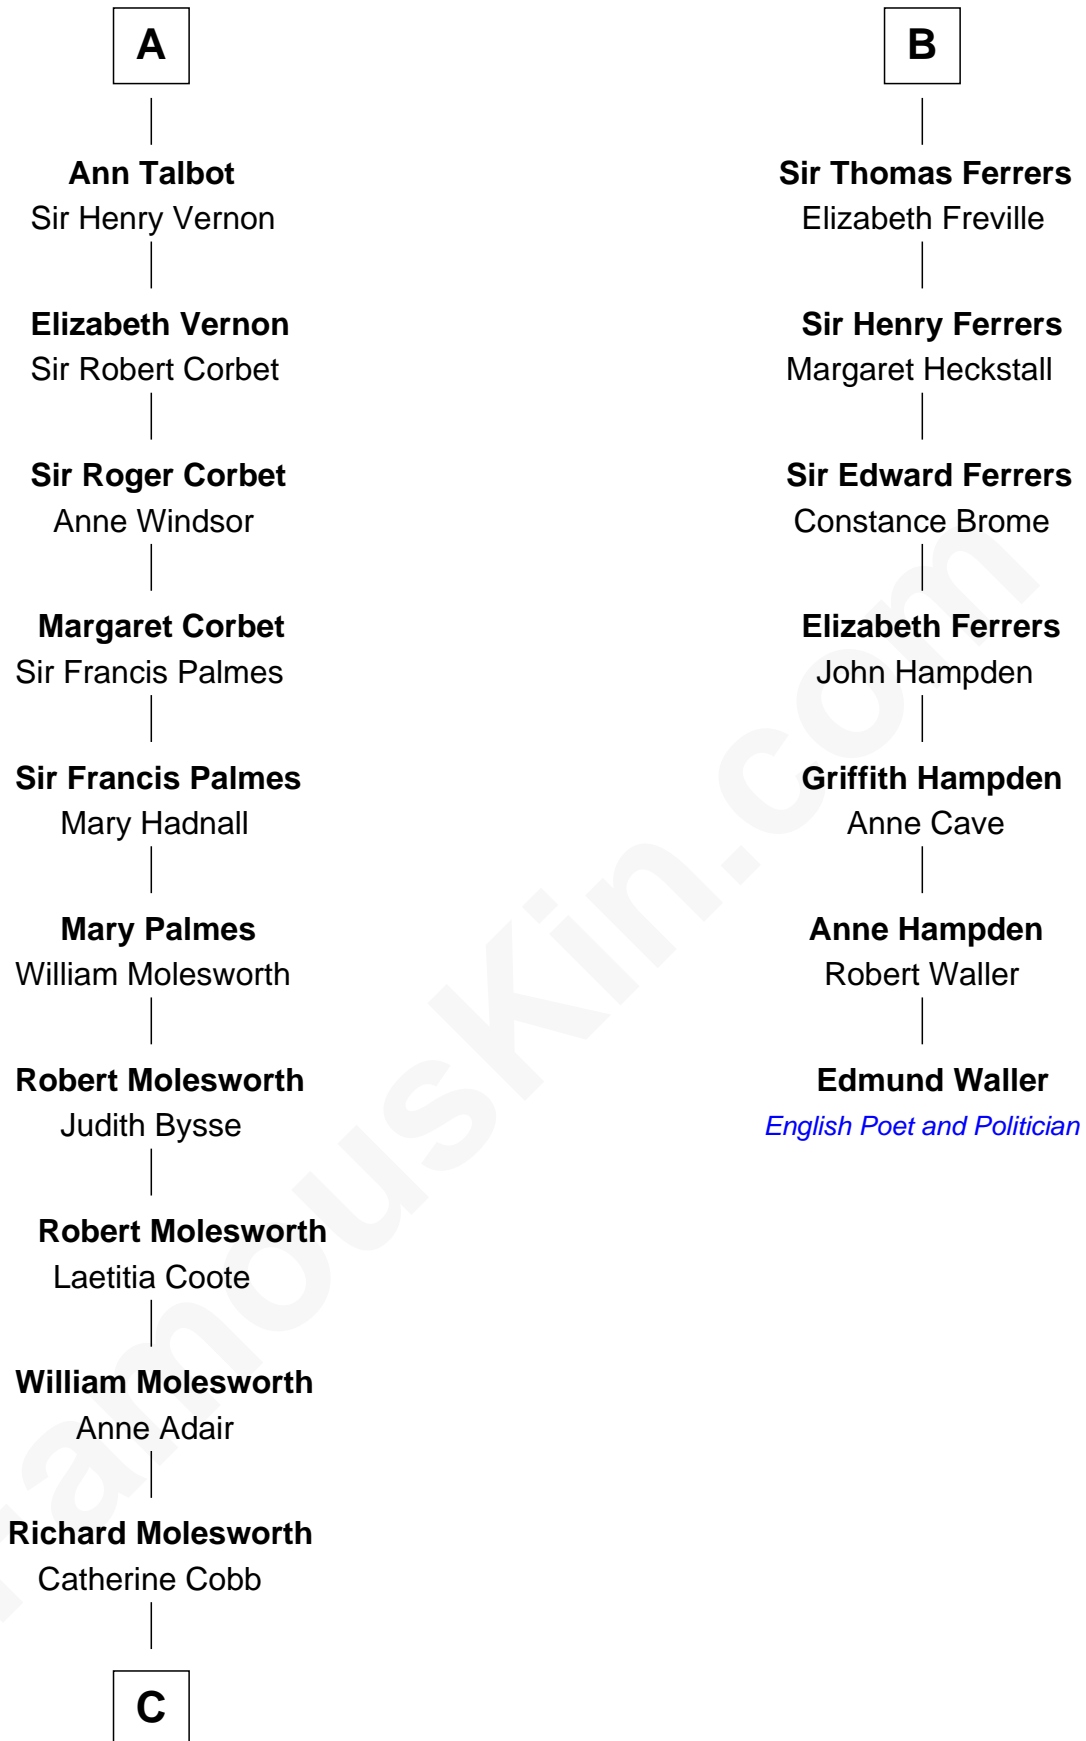 A
Ann Talbot
Sir Henry Vernon
Elizabeth Vernon
Sir Robert Corbet
Sir Roger Corbet
Anne Windsor
Margaret Corbet
Sir Francis Palmes
Sir Francis Palmes
Mary Hadnall
Mary Palmes
William Molesworth
Robert Molesworth
Judith Bysse
Robert Molesworth
Laetitia Coote
William Molesworth
Anne Adair
Richard Molesworth
Catherine Cobb
C
B
Sir Thomas Ferrers
Elizabeth Freville
Sir Henry Ferrers
Margaret Heckstall
Sir Edward Ferrers
Constance Brome
Elizabeth Ferrers
John Hampden
Griffith Hampden
Anne Cave
Anne Hampden
Robert Waller
Edmund Waller
English Poet and Politician
FamousKin.com